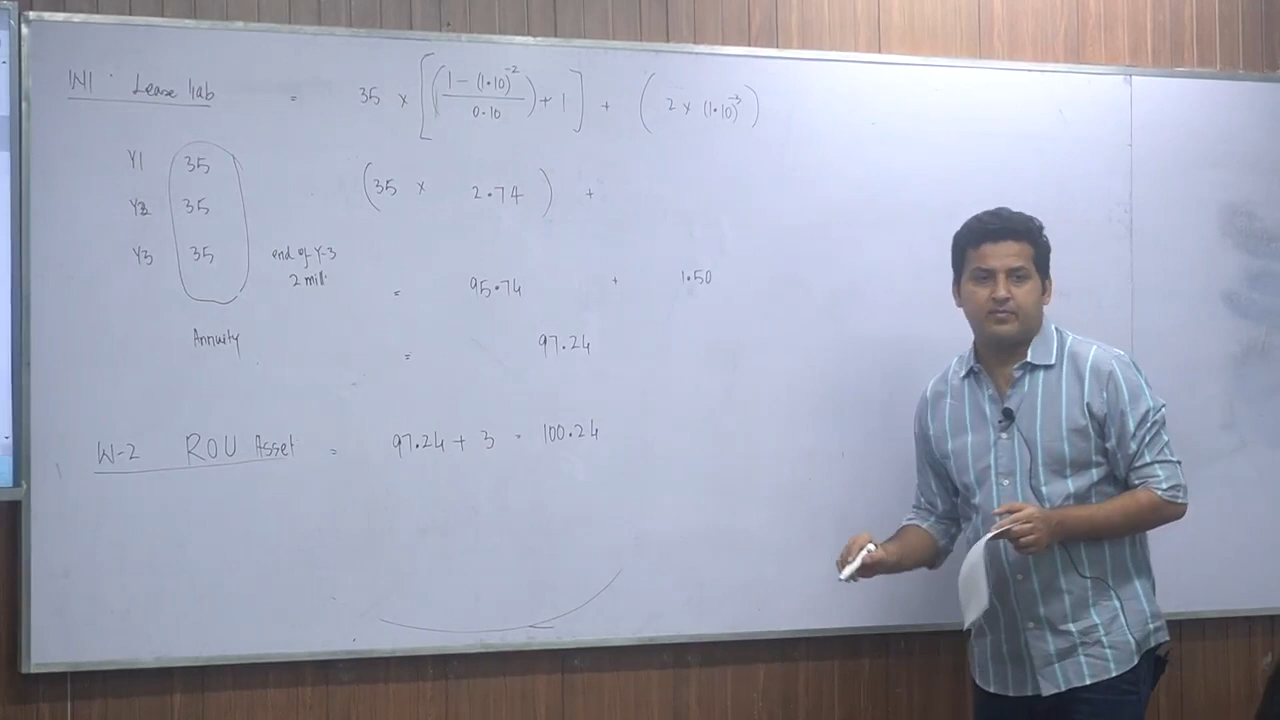 W1 Lease liab = 35 × [((1 - (1.10)^-2)/0.10) + 1] + (2 × (1.10)^-3)
Y1 35
(35 × 2.74) +
Y2 35
Y3 35 end of Y-3
2 mill
= 95.74 + 1.50
Annuity
= 97.24
W-2 ROU Asset = 97.24 + 3 = 100.24